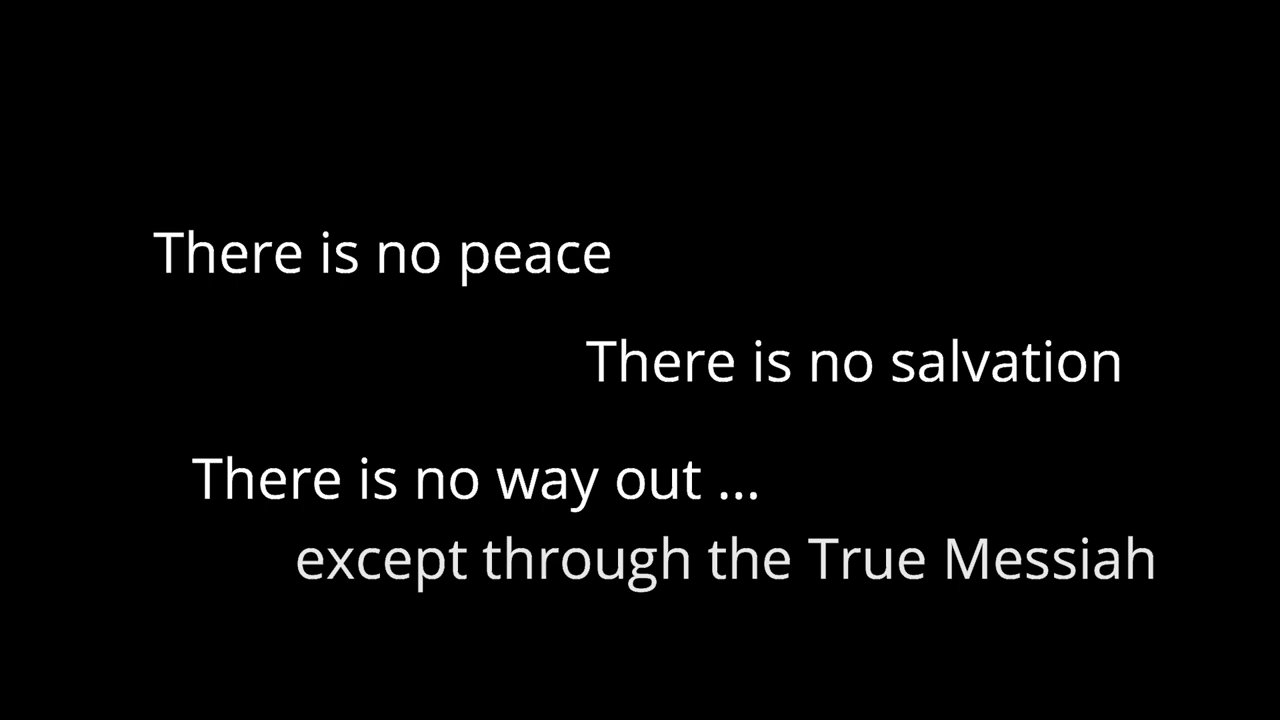 There is no peace
There is no salvation
There is no way out ...
except through the True Messiah